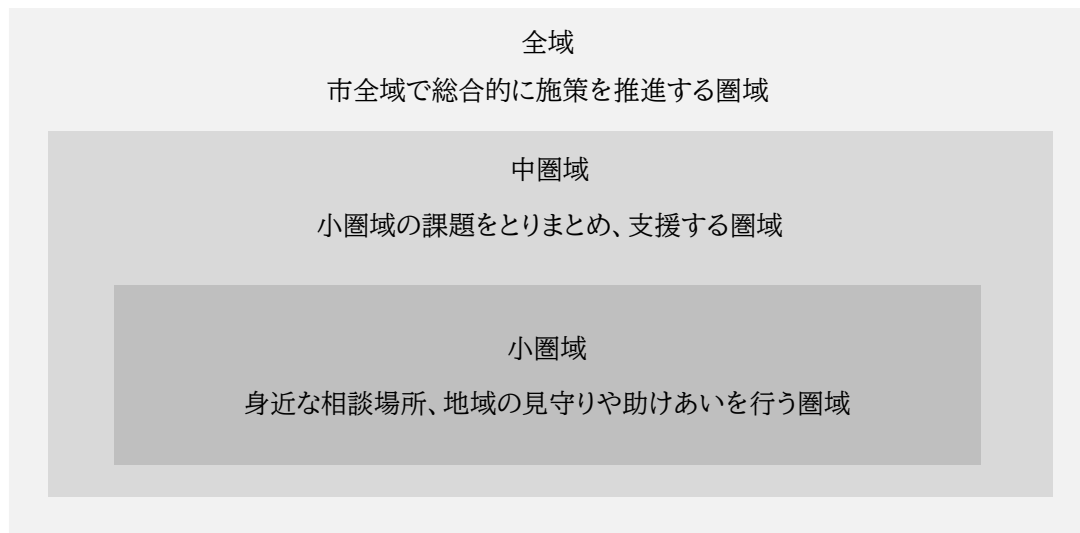 全域
市全域で総合的に施策を推進する圏域
中圏域
小圏域の課題をとりまとめ、支援する圏域
小圏域
身近な相談場所、地域の見守りや助けあいを行う圏域